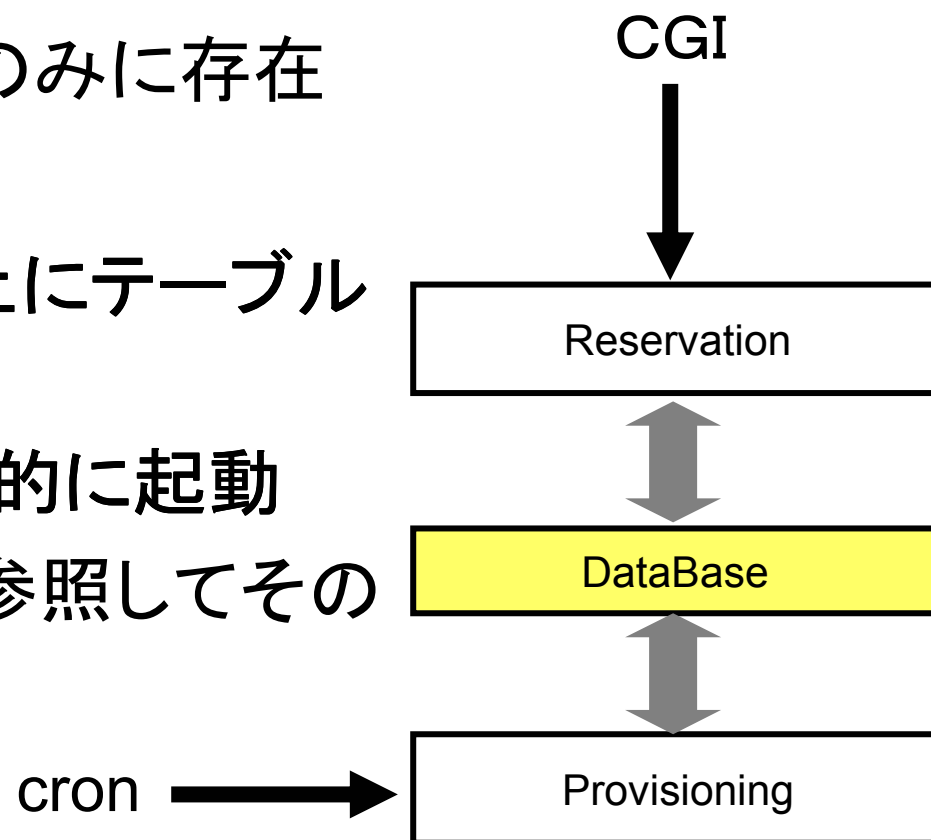 のみに存在
上にテーブル
的に起動
参照してその
CGI
Reservation
DataBase
cron
Provisioning